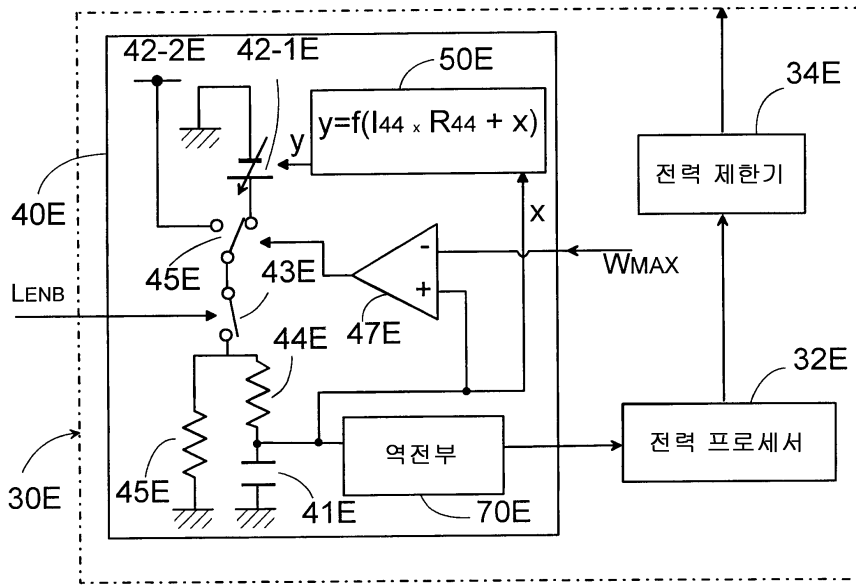 42-2E
42-1E
50E
34E
y=f(I44 x R44 + x)
y
전력 제한기
40E
x
45E
-
WMAX
43E
+
LENB
47E
44E
32E
역전부
전력 프로세서
30E
45E
41E
70E